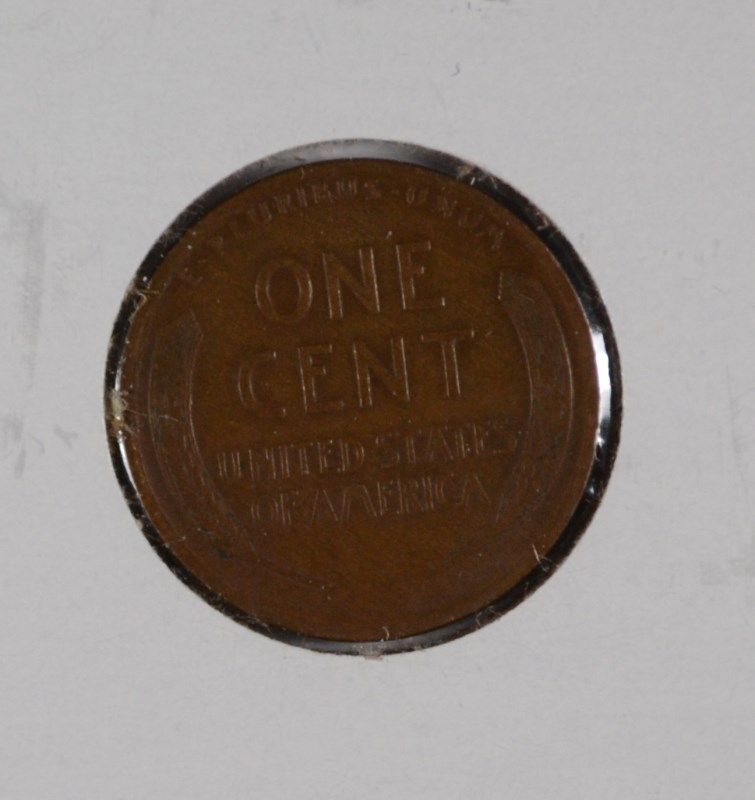 E·PLURIBUS·UNUM
ONE
CENT
UNITED STATES
OF AMERICA